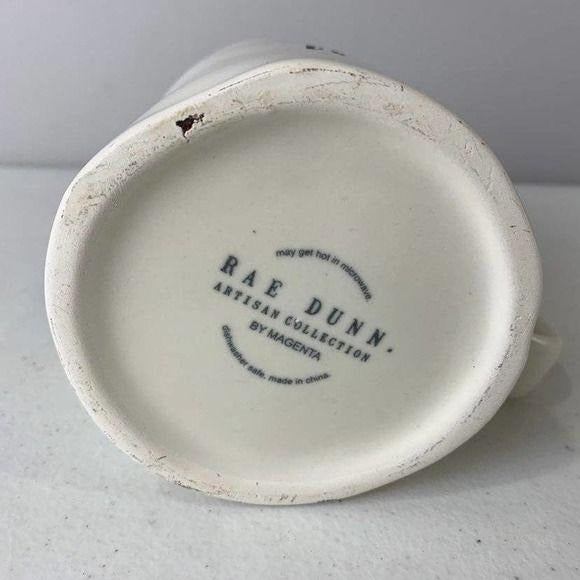 may get hot in microwave.
RAE DUNN.
ARTISAN COLLECTION
BY MAGENTA
dishwasher safe. made in china.